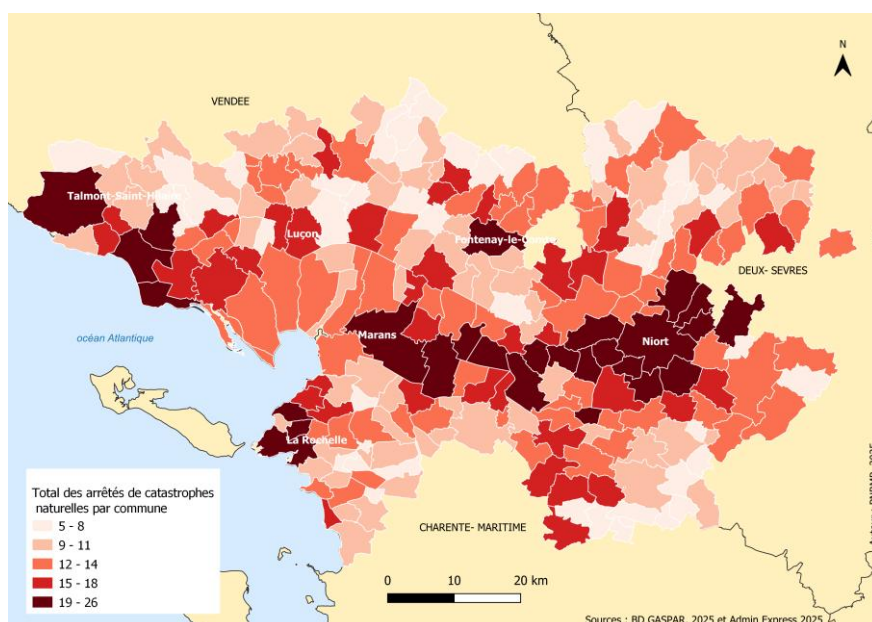 N
VENDEE
Talmont-Saint-Hilaire
Luçon
Fontenay-le-Comte
DEUX- SEVRES
océan Atlantique
Marans
Niort
La Rochelle
Total des arrêtés de catastrophes
naturelles par commune
5 - 8
9 - 11
12 - 14
15 - 18
19 - 26
CHARENTE- MARITIME
0 10 20 km
Sources : BD GASPAR, 2025 et Admin Express 2025